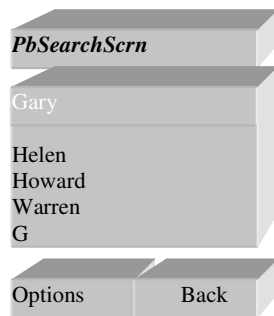 PbSearchScrn
Gary
Helen
Howard
Warren
G
Options Back